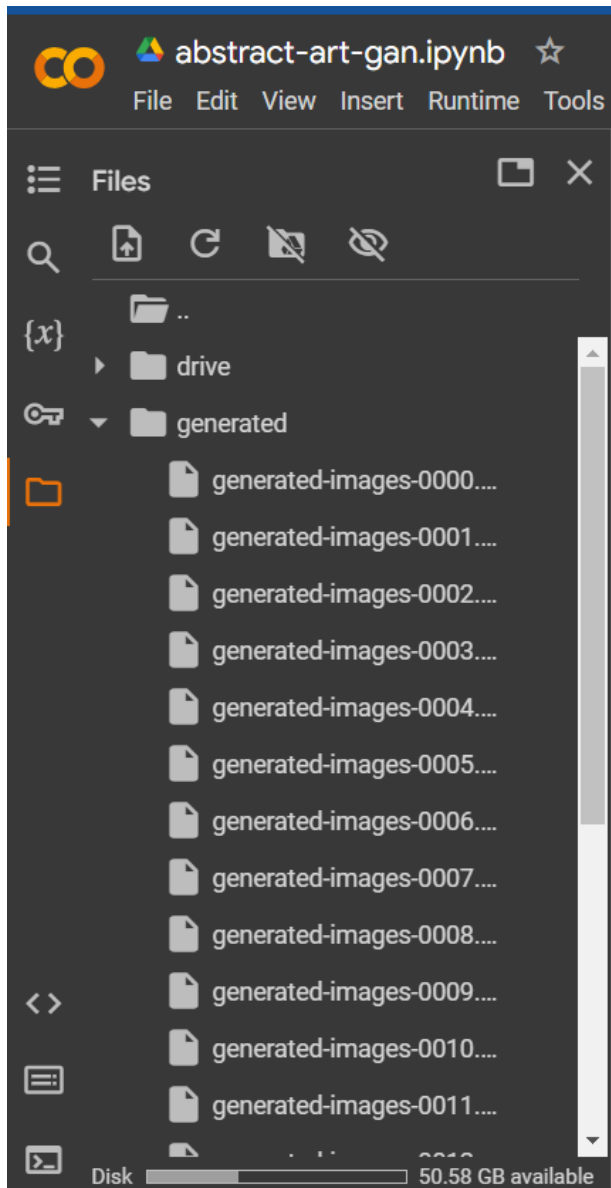 abstract-art-gan.ipynb
File Edit View Insert Runtime Tools
Files
..
{x}
drive
generated
generated-images-0000....
generated-images-0001....
generated-images-0002....
generated-images-0003....
generated-images-0004....
generated-images-0005....
generated-images-0006....
generated-images-0007....
generated-images-0008....
generated-images-0009....
generated-images-0010....
generated-images-0011....
Disk 50.58 GB available